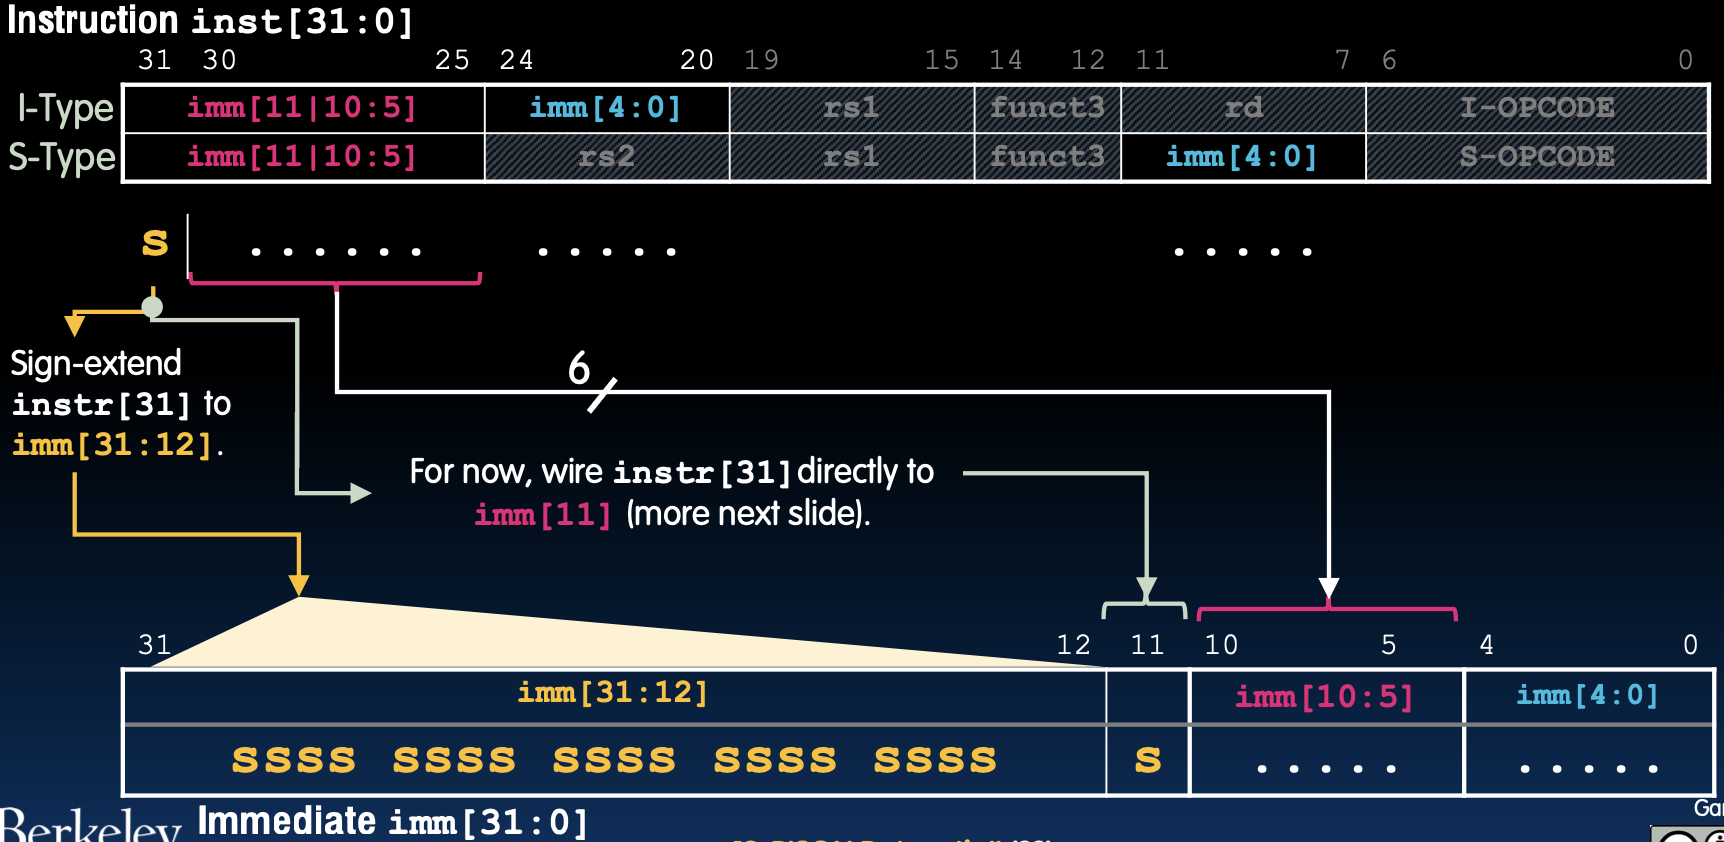 Instruction inst[31:0]
31 30 25 24 20 19 15 14 12 11 7 6 0
I-Type imm[11|10:5] imm[4:0] rs1 funct3 rd I-OPCODE
S-Type imm[11|10:5] rs2 rs1 funct3 imm[4:0] S-OPCODE
s ...... ..... .....
Sign-extend
instr[31] to
imm[31:12].
6
For now, wire instr[31] directly to
imm[11] (more next slide).
31 12 11 10 5 4 0
imm[31:12] imm[10:5] imm[4:0]
ssss ssss ssss ssss ssss s ..... .....
Berkeley
Immediate imm[31:0]